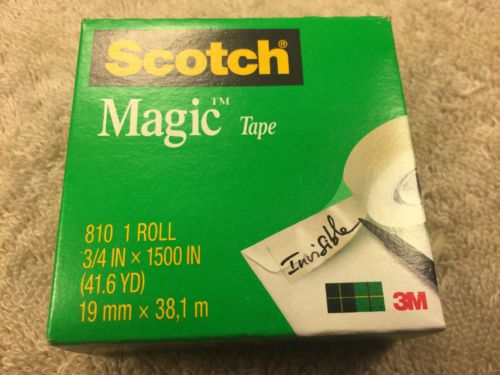 Scotch®
Magic™ Tape
810 1 ROLL
3/4 IN × 1500 IN
(41.6 YD)
19 mm × 38,1 m
Invisible
3M